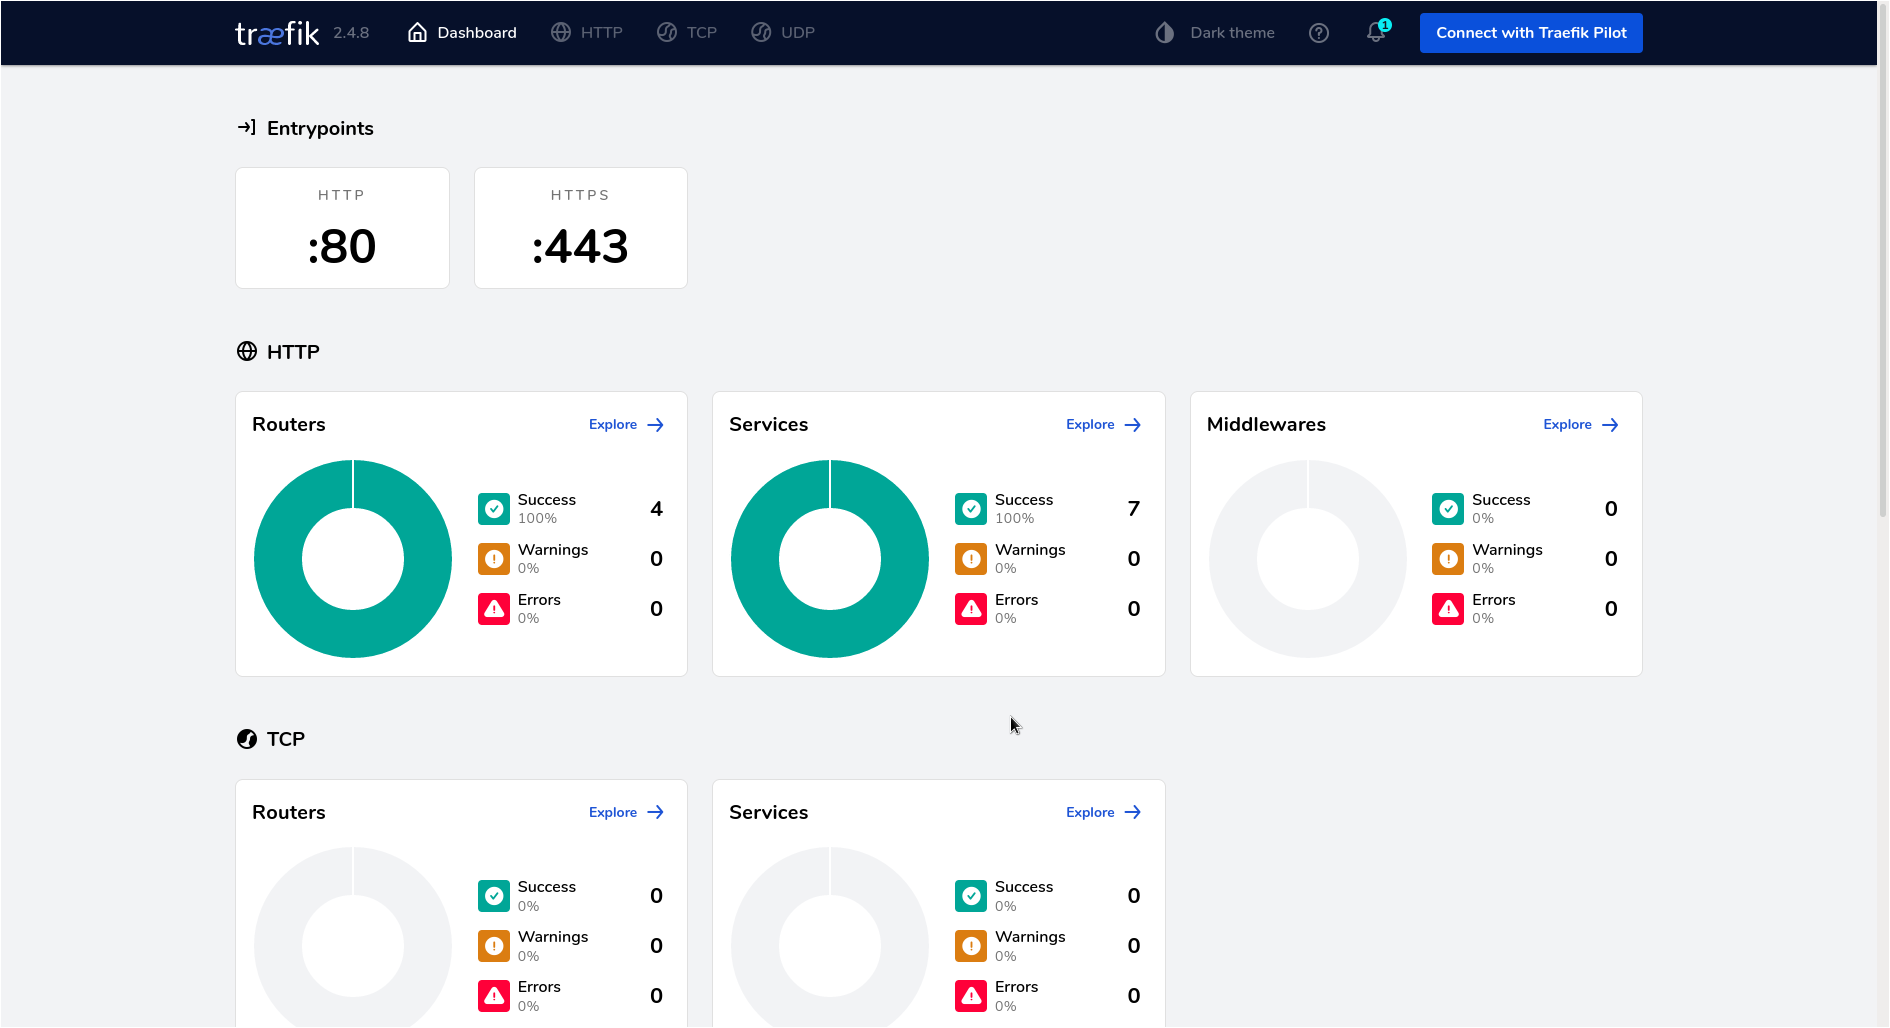 træfik 2.4.8 Dashboard HTTP TCP UDP Dark theme 1 Connect with Traefik Pilot
Entrypoints
HTTP
:80
HTTPS
:443
HTTP
Routers Explore
Success 4
100%
Warnings 0
0%
Errors 0
0%
Services Explore
Success 7
100%
Warnings 0
0%
Errors 0
0%
Middlewares Explore
Success 0
0%
Warnings 0
0%
Errors 0
0%
TCP
Routers Explore
Success 0
0%
Warnings 0
0%
Errors 0
0%
Services Explore
Success 0
0%
Warnings 0
0%
Errors 0
0%